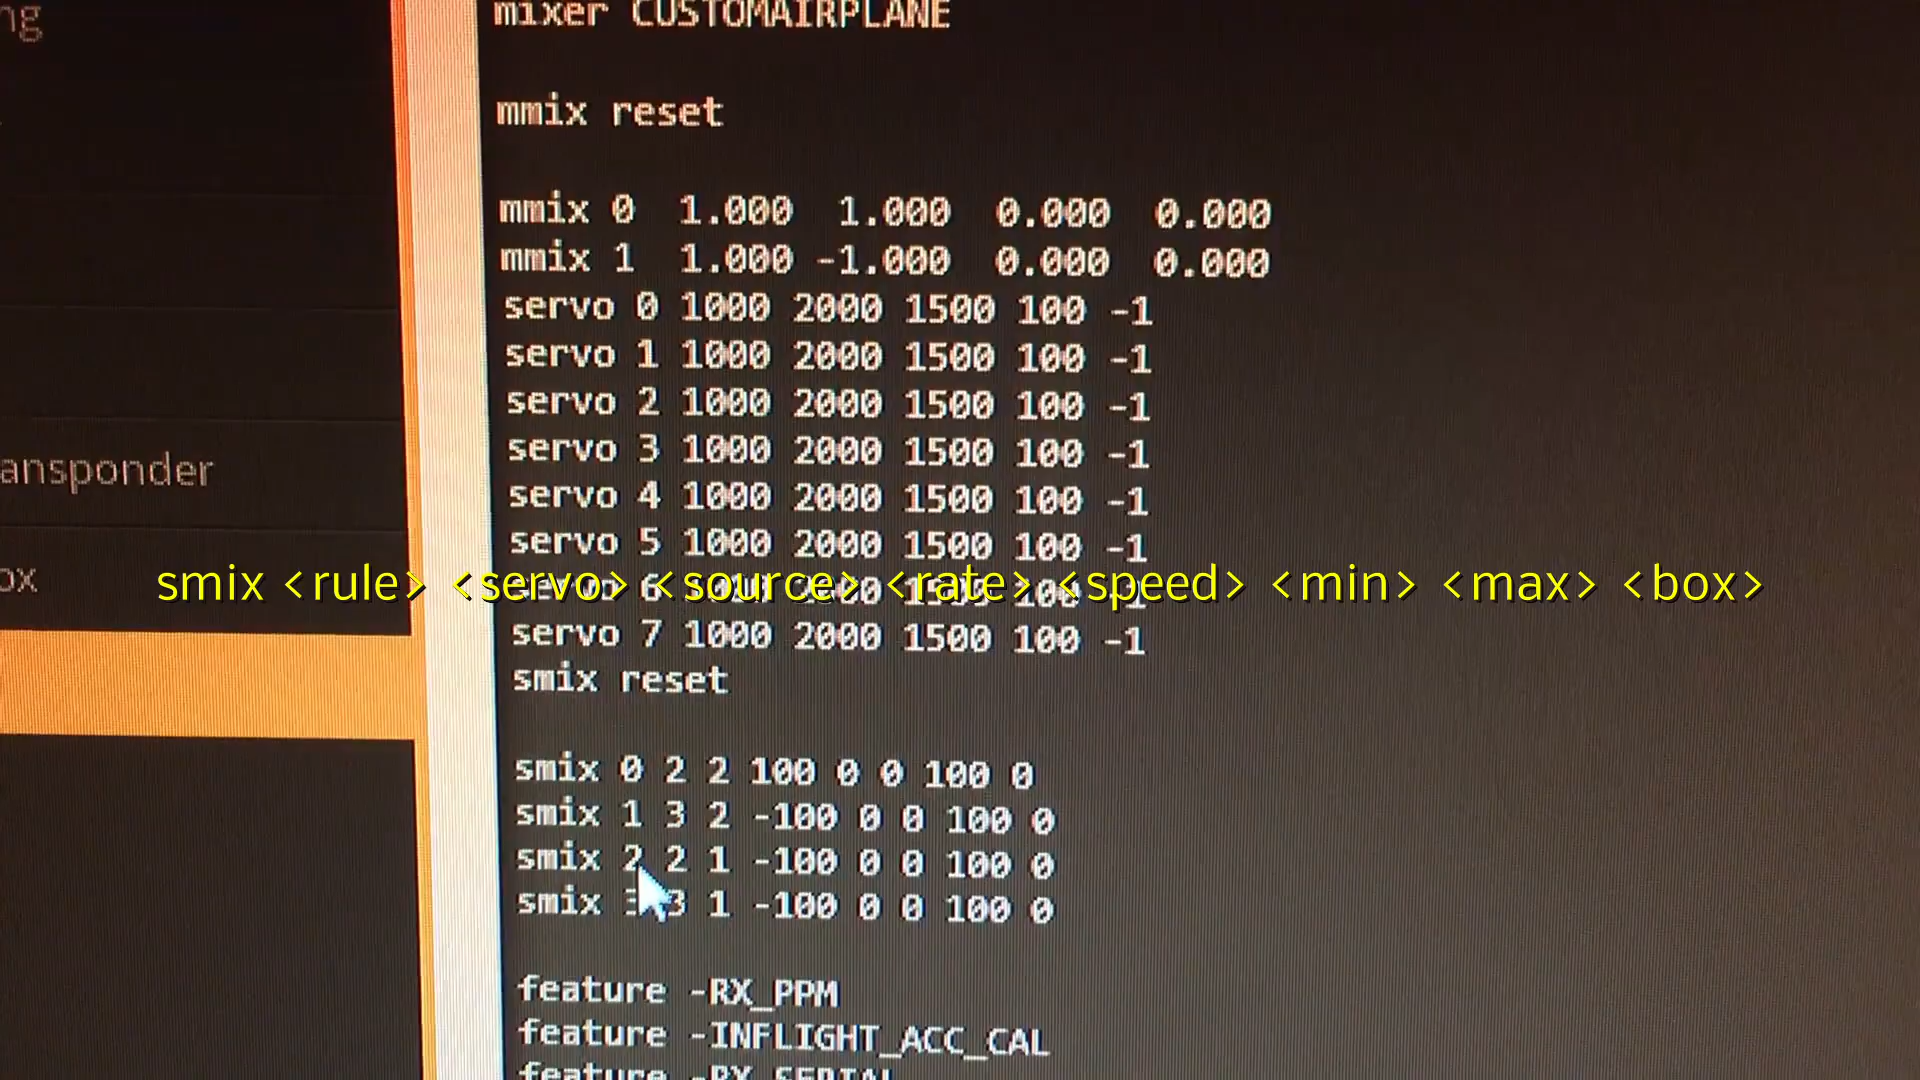 mixer CUSTOMAIRPLANE
mmix reset
mmix 0 1.000 1.000 0.000 0.000
mmix 1 1.000 -1.000 0.000 0.000
servo 0 1000 2000 1500 100 -1
servo 1 1000 2000 1500 100 -1
servo 2 1000 2000 1500 100 -1
servo 3 1000 2000 1500 100 -1
ansponder
servo 4 1000 2000 1500 100 -1
servo 5 1000 2000 1500 100 -1
ox
smix <rule> <servo> <source> <rate> <speed> <min> <max> <box>
servo 7 1000 2000 1500 100 -1
smix reset
smix 0 2 2 100 0 0 100 0
smix 1 3 2 -100 0 0 100 0
smix 2 2 1 -100 0 0 100 0
smix 3 1 -100 0 0 100 0
feature -RX_PPM
feature -INFLIGHT_ACC_CAL
feature -RX_SERIAL